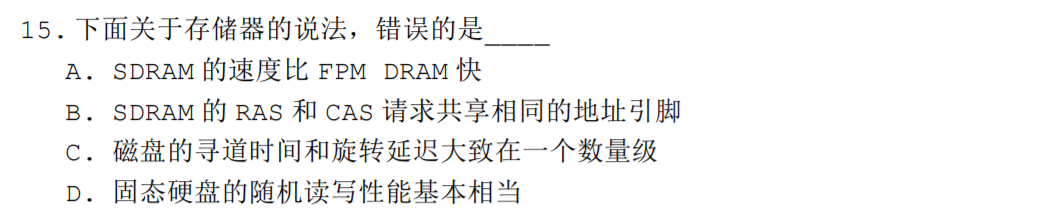 15.下面关于存储器的说法，错误的是____
A. SDRAM 的速度比 FPM DRAM 快
B. SDRAM 的 RAS 和 CAS 请求共享相同的地址引脚
C. 磁盘的寻道时间和旋转延迟大致在一个数量级
D. 固态硬盘的随机读写性能基本相当